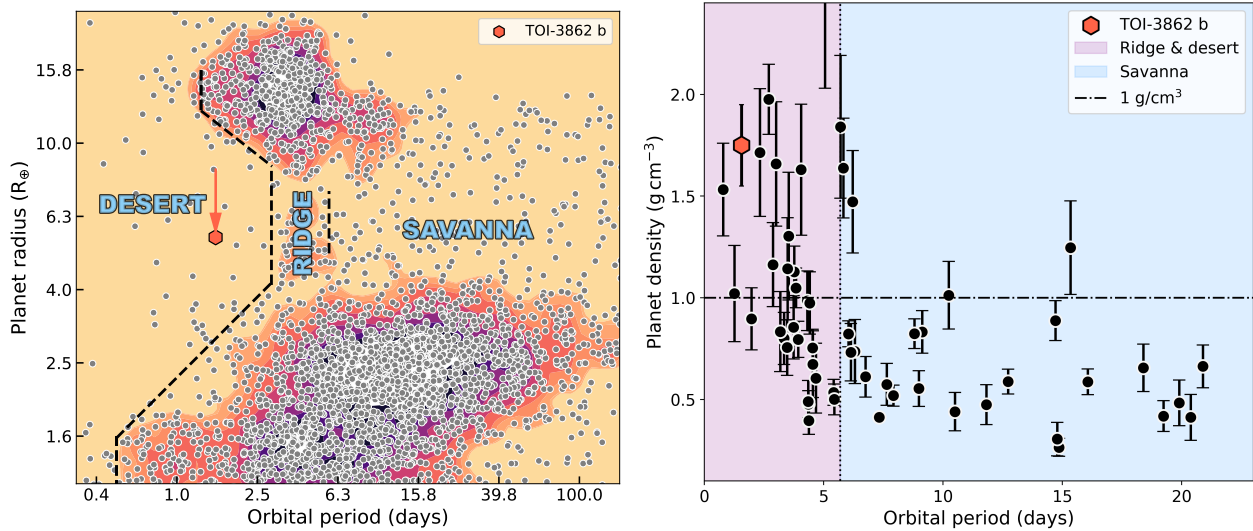 TOI-3862 b
15.8
10.0
6.3
4.0
2.5
1.6
Planet radius (R⊕)
DESERT
RIDGE
SAVANNA
0.4 1.0 2.5 6.3 15.8 39.8 100.0
Orbital period (days)
TOI-3862 b
Ridge & desert
Savanna
1 g/cm³
2.0
1.5
1.0
0.5
Planet density (g cm⁻³)
0 5 10 15 20
Orbital period (days)